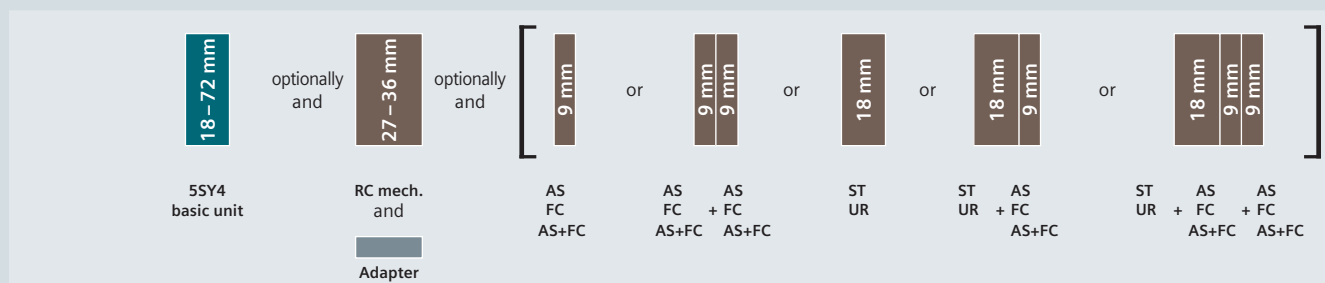 18–72 mm
optionally
and
27–36 mm
optionally
and
9 mm
or
9 mm
9 mm
or
18 mm
or
18 mm
9 mm
or
18 mm
9 mm
9 mm
5SY4
basic unit
RC mech.
and
Adapter
AS
FC
AS+FC
AS AS
FC + FC
AS+FC AS+FC
ST
UR
ST AS
UR + FC
AS+FC
ST AS AS
UR + FC + FC
AS+FC AS+FC